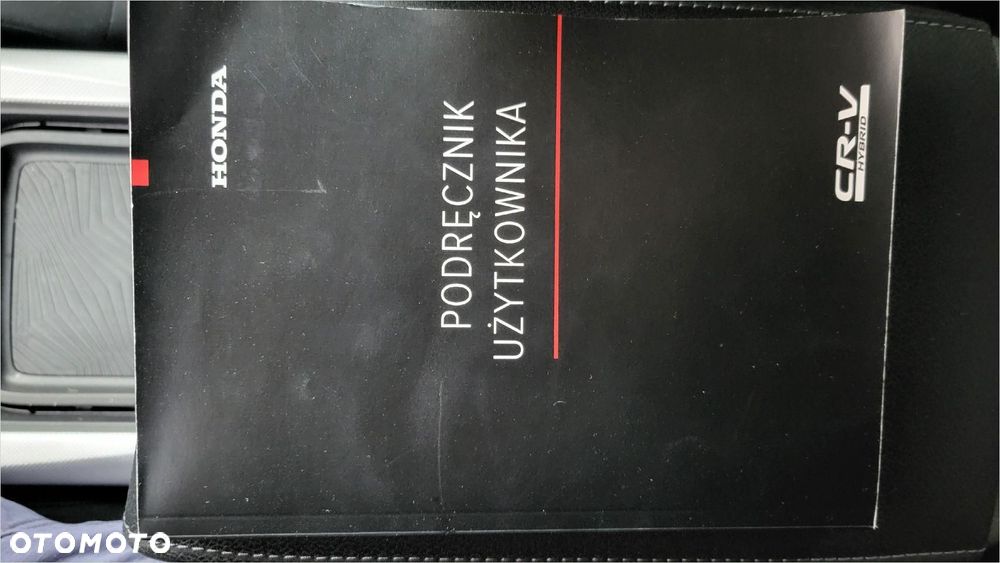 HONDA
PODRĘCZNIK
UŻYTKOWNIKA
CR-V
HYBRID
OTOMOTO